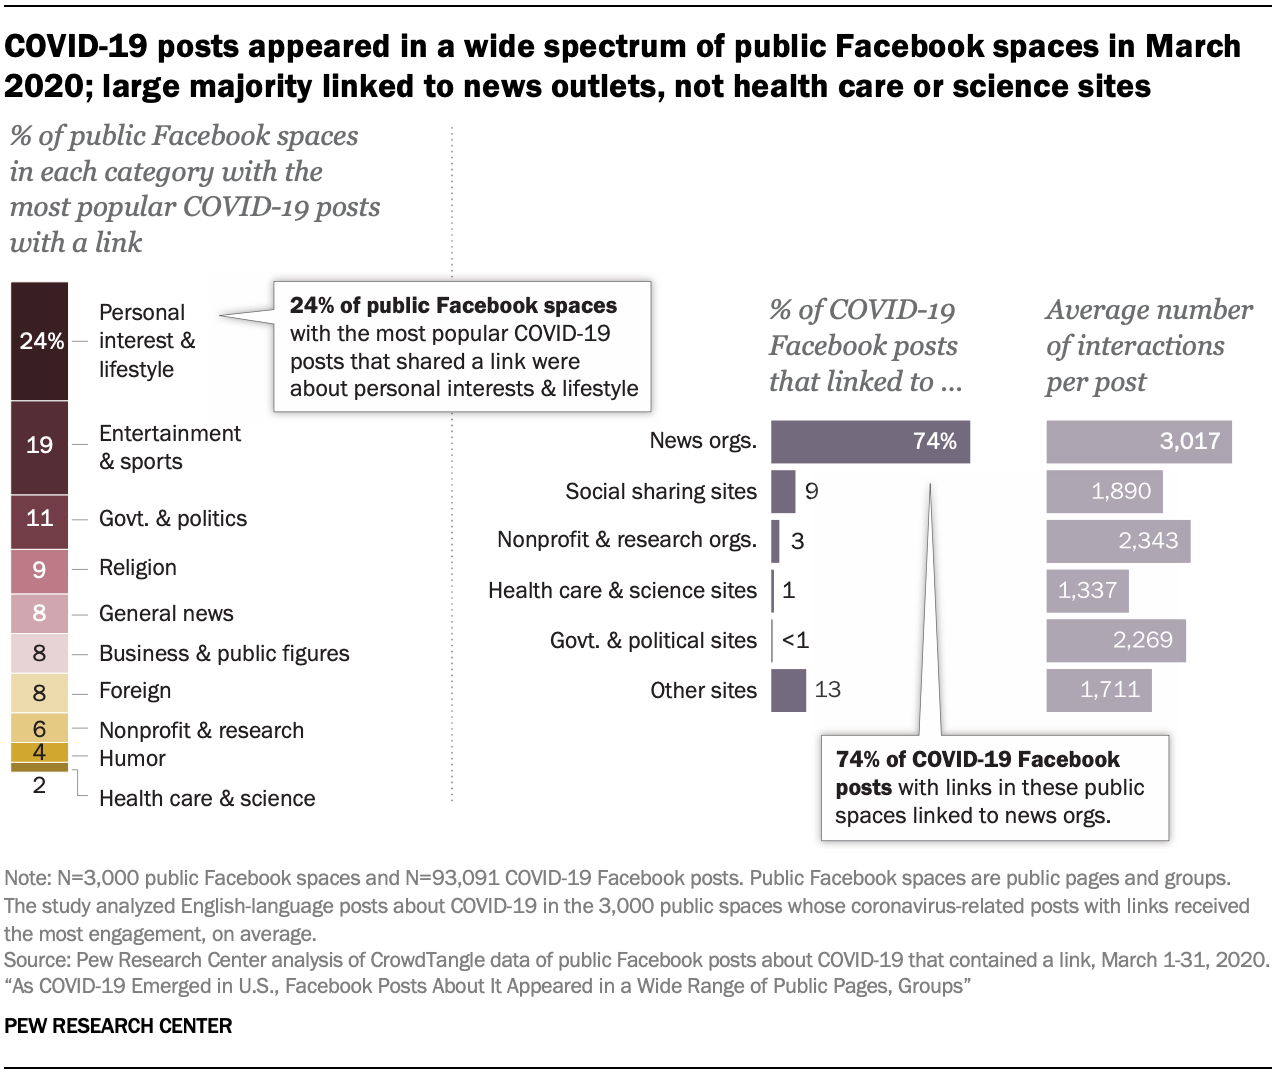 COVID-19 posts appeared in a wide spectrum of public Facebook spaces in March
2020; large majority linked to news outlets, not health care or science sites
% of public Facebook spaces
in each category with the
most popular COVID-19 posts
with a link
24%
Personal
interest &
lifestyle
19
Entertainment
& sports
11
Govt. & politics
9
Religion
8
General news
8
Business & public figures
8
Foreign
6
Nonprofit & research
4
Humor
2
Health care & science
24% of public Facebook spaces
with the most popular COVID-19
posts that shared a link were
about personal interests & lifestyle
% of COVID-19
Facebook posts
that linked to ...
Average number
of interactions
per post
News orgs. 74% 3,017
Social sharing sites 9 1,890
Nonprofit & research orgs. 3 2,343
Health care & science sites 1 1,337
Govt. & political sites <1 2,269
Other sites 13 1,711
74% of COVID-19 Facebook
posts with links in these public
spaces linked to news orgs.
Note: N=3,000 public Facebook spaces and N=93,091 COVID-19 Facebook posts. Public Facebook spaces are public pages and groups.
The study analyzed English-language posts about COVID-19 in the 3,000 public spaces whose coronavirus-related posts with links received
the most engagement, on average.
Source: Pew Research Center analysis of CrowdTangle data of public Facebook posts about COVID-19 that contained a link, March 1-31, 2020.
“As COVID-19 Emerged in U.S., Facebook Posts About It Appeared in a Wide Range of Public Pages, Groups”
PEW RESEARCH CENTER